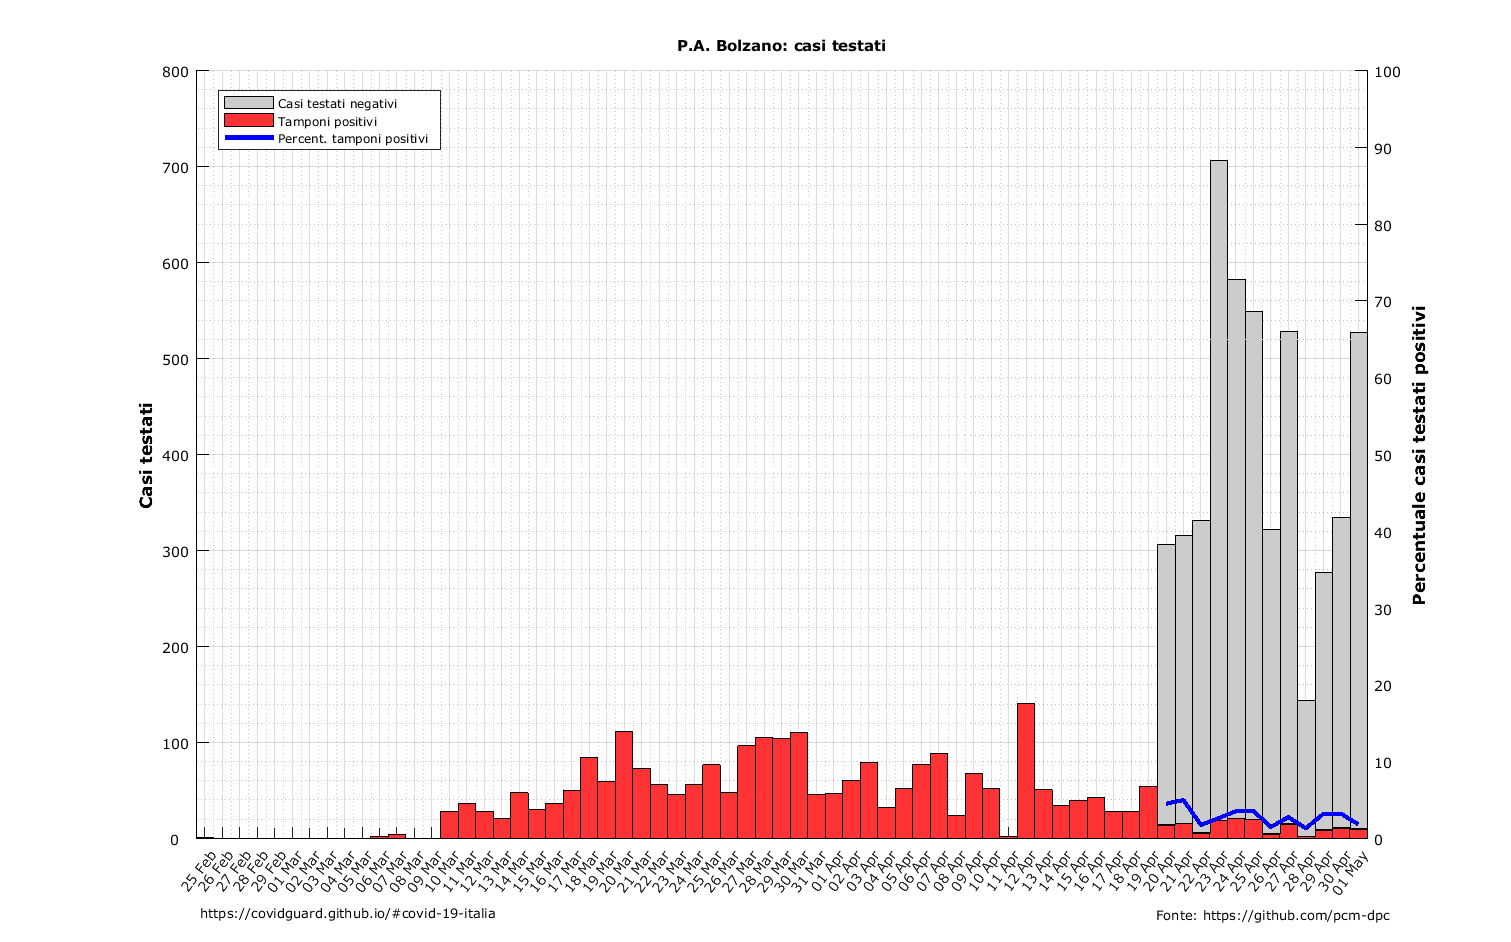 P.A. Bolzano: casi testati
Casi testati negativi
Tamponi positivi
Percent. tamponi positivi
Casi testati
800
700
600
500
400
300
200
100
0
100
90
80
70
60
50
40
30
20
10
0
Percentuale casi testati positivi
25 Feb
26 Feb
27 Feb
28 Feb
29 Feb
01 Mar
02 Mar
03 Mar
04 Mar
05 Mar
06 Mar
07 Mar
08 Mar
09 Mar
10 Mar
11 Mar
12 Mar
13 Mar
14 Mar
15 Mar
16 Mar
17 Mar
18 Mar
19 Mar
20 Mar
21 Mar
22 Mar
23 Mar
24 Mar
25 Mar
26 Mar
27 Mar
28 Mar
29 Mar
30 Mar
31 Mar
01 Apr
02 Apr
03 Apr
04 Apr
05 Apr
06 Apr
07 Apr
08 Apr
09 Apr
10 Apr
11 Apr
12 Apr
13 Apr
14 Apr
15 Apr
16 Apr
17 Apr
18 Apr
19 Apr
20 Apr
21 Apr
22 Apr
23 Apr
24 Apr
25 Apr
26 Apr
27 Apr
28 Apr
29 Apr
30 Apr
01 May
https://covidguard.github.io/#covid-19-italia
Fonte: https://github.com/pcm-dpc